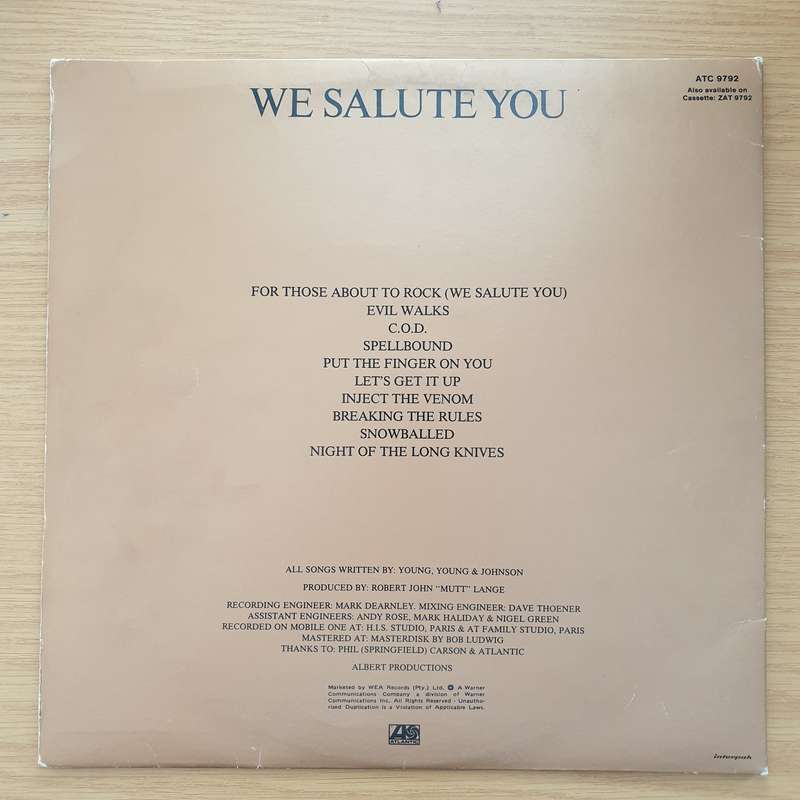 ATC 9792
Also available on
Cassette: ZAT 9792
WE SALUTE YOU
FOR THOSE ABOUT TO ROCK (WE SALUTE YOU)
EVIL WALKS
C.O.D.
SPELLBOUND
PUT THE FINGER ON YOU
LET'S GET IT UP
INJECT THE VENOM
BREAKING THE RULES
SNOWBALLED
NIGHT OF THE LONG KNIVES
ALL SONGS WRITTEN BY: YOUNG, YOUNG & JOHNSON
PRODUCED BY: ROBERT JOHN “MUTT” LANGE
RECORDING ENGINEER: MARK DEARNLEY. MIXING ENGINEER: DAVE THOENER
ASSISTANT ENGINEERS: ANDY ROSE, MARK HALIDAY & NIGEL GREEN
RECORDED ON MOBILE ONE AT: H.I.S. STUDIO, PARIS & AT FAMILY STUDIO, PARIS
MASTERED AT: MASTERDISK BY BOB LUDWIG
THANKS TO: PHIL (SPRINGFIELD) CARSON & ATLANTIC
ALBERT PRODUCTIONS
Marketed by WEA Records (Pty.) Ltd. ℗ A Warner
Communications Company a division of Warner
Communications Inc. All Rights Reserved - Unautho-
rised Duplication is a Violation of Applicable Laws.
ATLANTIC
interpak